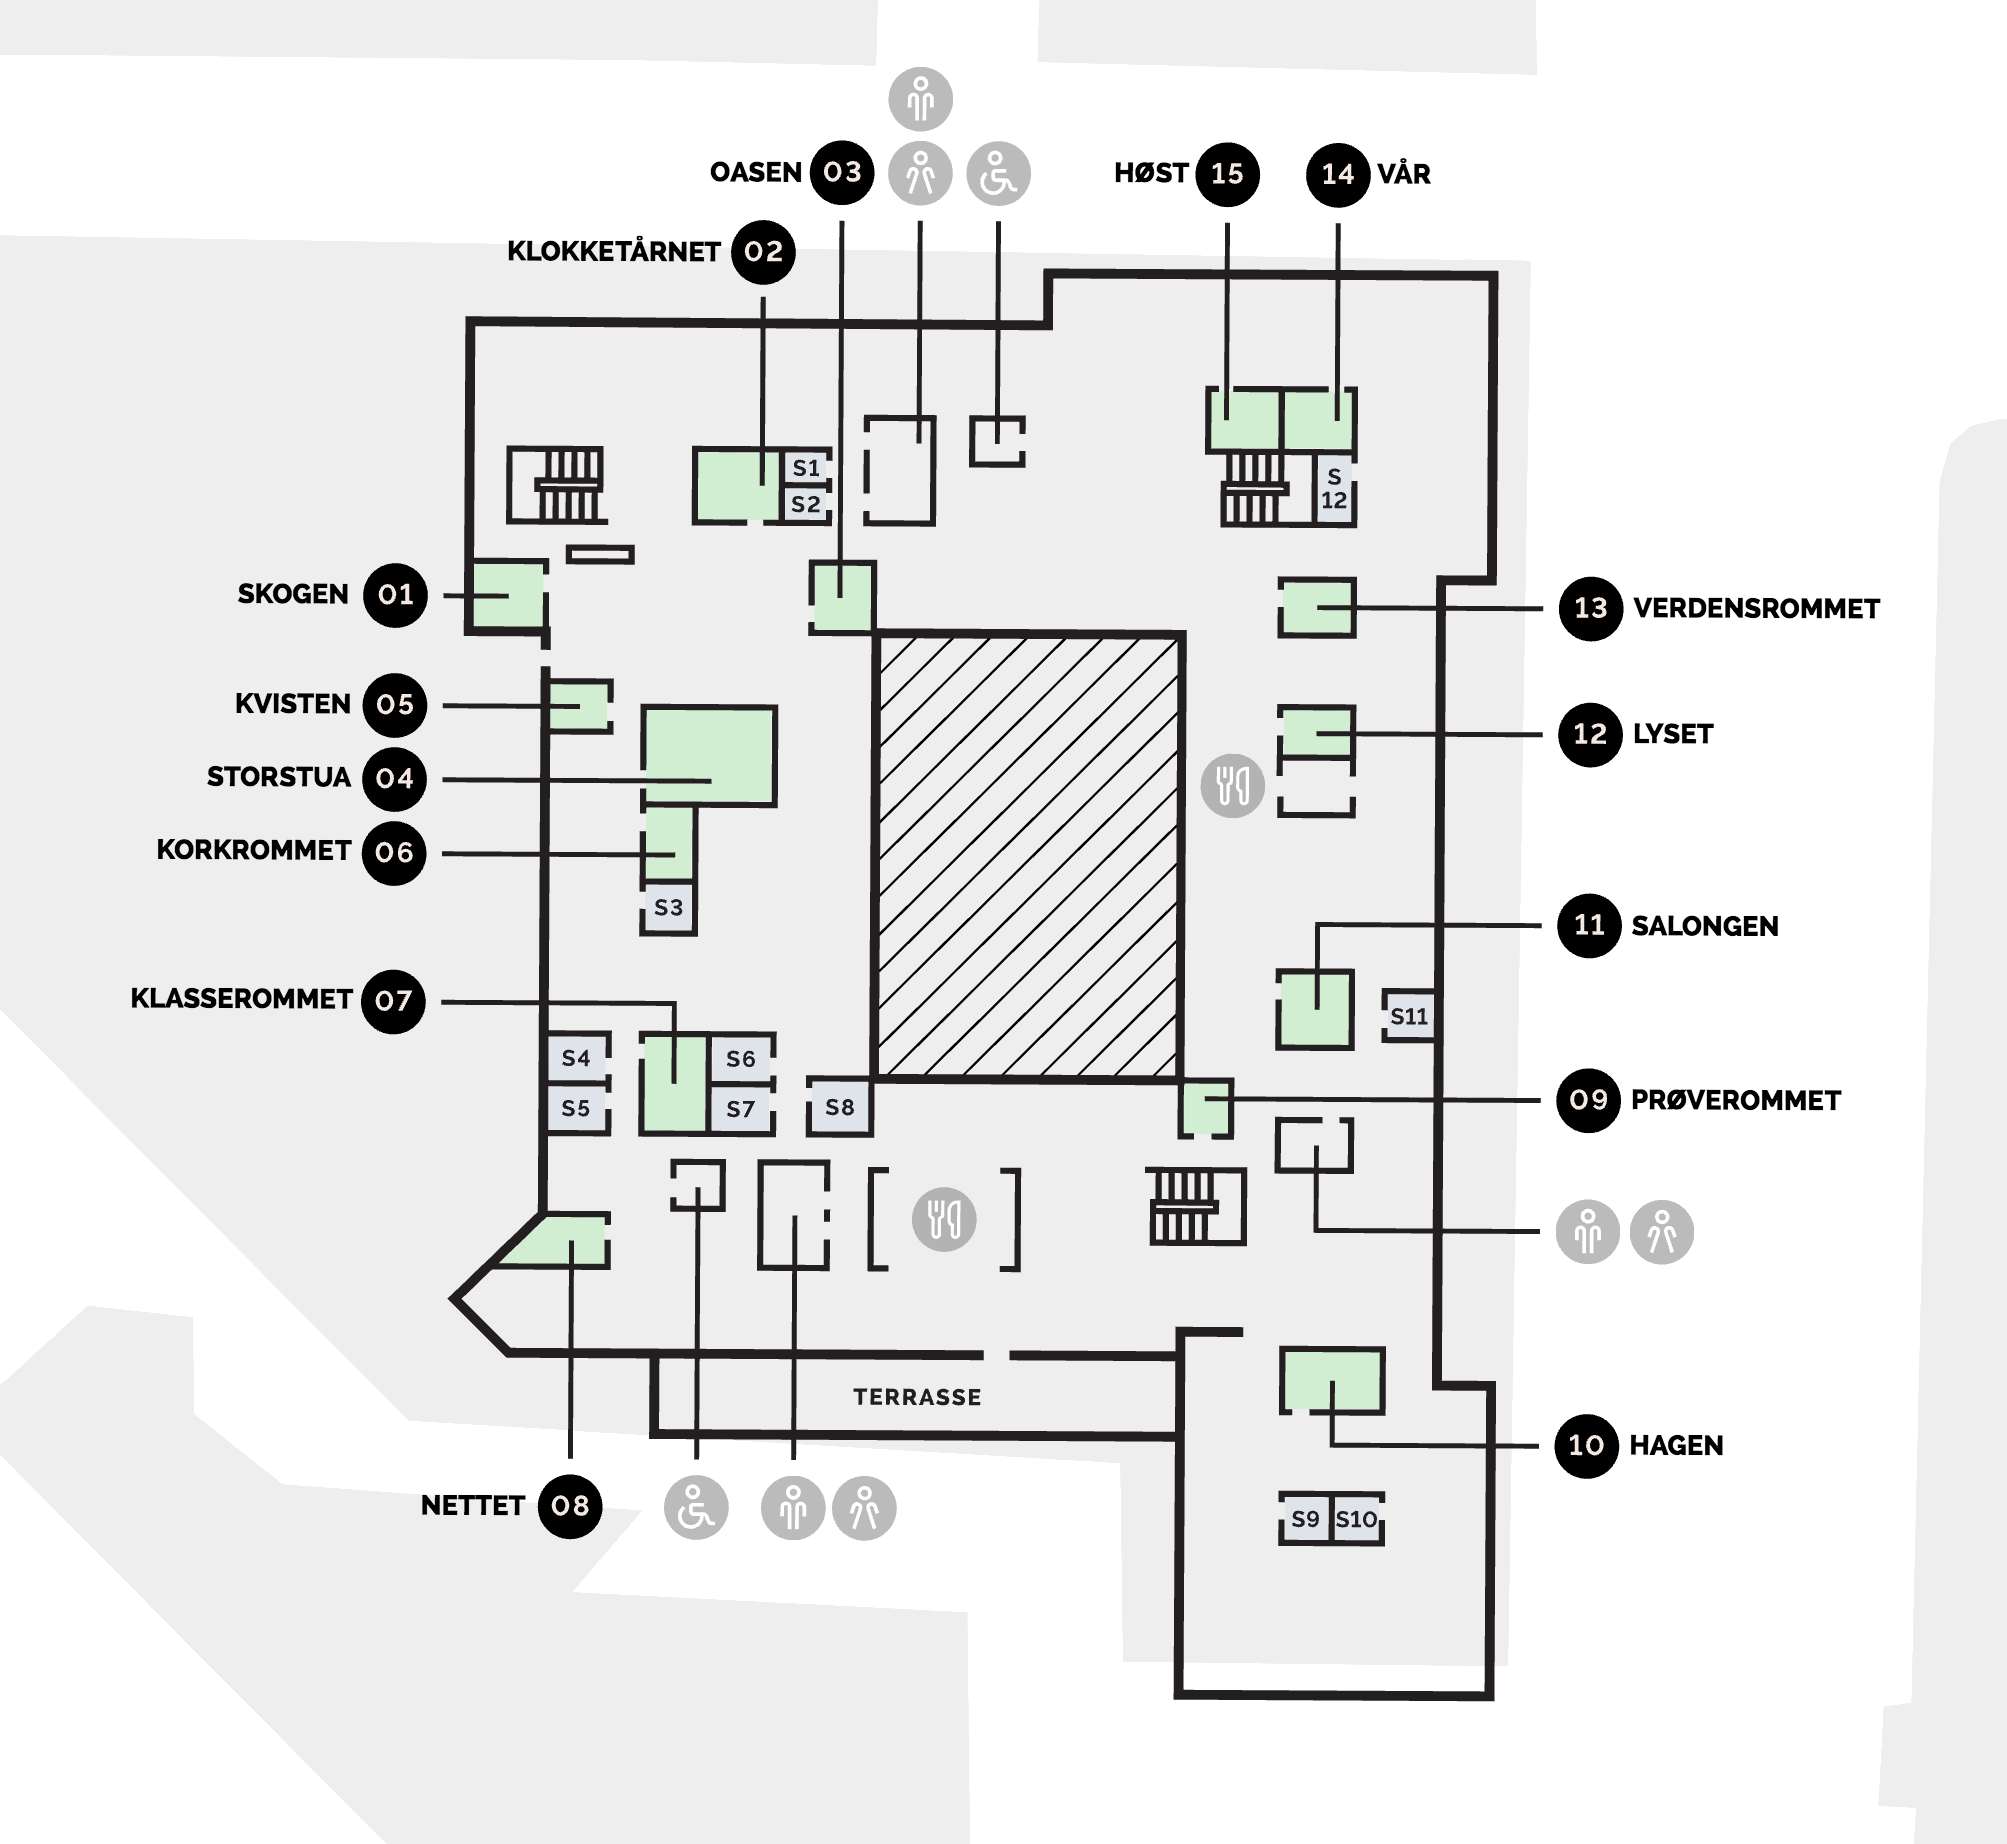 OASEN 03
HØST 15
14 VÅR
KLOKKETÅRNET 02
S1
S2
S
12
SKOGEN 01
13 VERDENSROMMET
KVISTEN 05
12 LYSET
STORSTUA 04
KORKROMMET 06
S3
11 SALONGEN
KLASSEROMMET 07
S11
S4
S6
S5
S7
S8
09 PRØVEROMMET
TERRASSE
10 HAGEN
NETTET 08
S9
S10